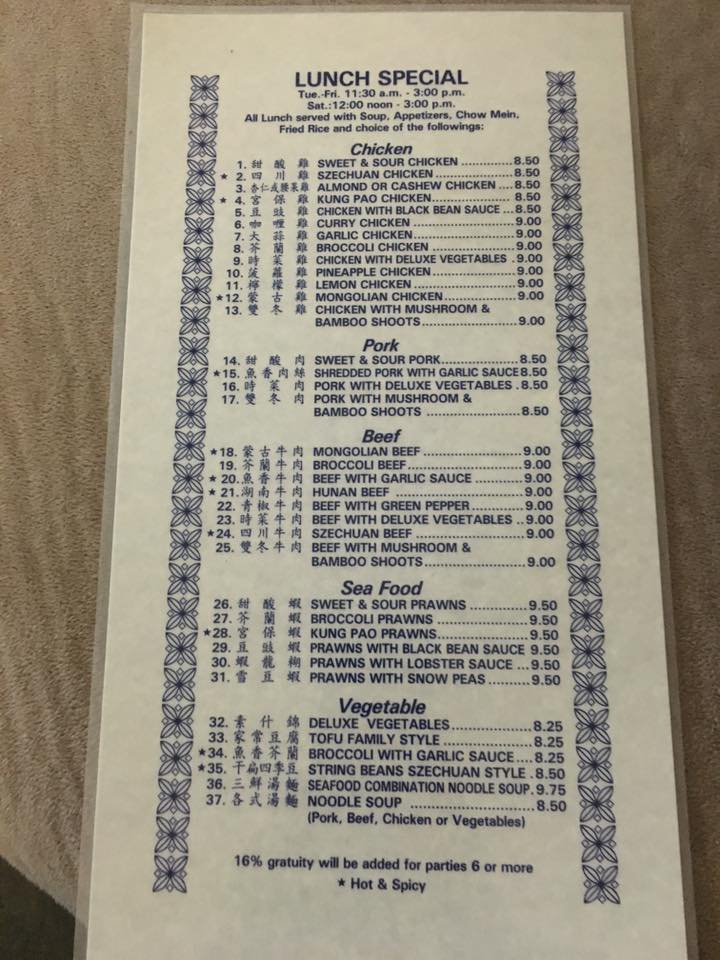 LUNCH SPECIAL
Tue.-Fri. 11:30 a.m. - 3:00 p.m.
Sat.:12:00 noon - 3:00 p.m.
All Lunch served with Soup, Appetizers, Chow Mein,
Fried Rice and choice of the followings:
Chicken
1. 甜酸雞 SWEET & SOUR CHICKEN ..............8.50
★ 2. 四川雞 SZECHUAN CHICKEN ....................8.50
3. 杏仁或腰果雞 ALMOND OR CASHEW CHICKEN ....8.50
★ 4. 宮保雞 KUNG PAO CHICKEN.................... 8.50
5. 豆豉雞 CHICKEN WITH BLACK BEAN SAUCE ...8.50
6. 咖喱雞 CURRY CHICKEN ..........................9.00
7. 大蒜雞 GARLIC CHICKEN..........................9.00
8. 芥蘭雞 BROCCOLI CHICKEN ......................9.00
9. 時菜雞 CHICKEN WITH DELUXE VEGETABLES .9.00
10. 菠蘿雞 PINEAPPLE CHICKEN.....................9.00
11. 檸檬雞 LEMON CHICKEN ..........................9.00
★12. 蒙古雞 MONGOLIAN CHICKEN...................9.00
13. 雙冬雞 CHICKEN WITH MUSHROOM &
BAMBOO SHOOTS...........................9.00
Pork
14. 甜酸肉 SWEET & SOUR PORK....................8.50
★15. 魚香肉絲 SHREDDED PORK WITH GARLIC SAUCE8.50
16. 時菜肉 PORK WITH DELUXE VEGETABLES .8.50
17. 雙冬肉 PORK WITH MUSHROOM &
BAMBOO SHOOTS ..........................8.50
Beef
★18. 蒙古牛肉 MONGOLIAN BEEF ........................9.00
19. 芥蘭牛肉 BROCCOLI BEEF............................9.00
★20. 魚香牛肉 BEEF WITH GARLIC SAUCE ............9.00
★21. 湖南牛肉 HUNAN BEEF ..............................9.00
22. 青椒牛肉 BEEF WITH GREEN PEPPER.............9.00
23. 時菜牛肉 BEEF WITH DELUXE VEGETABLES ..9.00
★24. 四川牛肉 SZECHUAN BEEF ..........................9.00
25. 雙冬牛肉 BEEF WITH MUSHROOM &
BAMBOO SHOOTS..........................9.00
Sea Food
26. 甜酸蝦 SWEET & SOUR PRAWNS ...............9.50
27. 芥蘭蝦 BROCCOLI PRAWNS ......................9.50
★28. 宮保蝦 KUNG PAO PRAWNS.......................9.50
29. 豆豉蝦 PRAWNS WITH BLACK BEAN SAUCE 9.50
30. 蝦龍糊 PRAWNS WITH LOBSTER SAUCE ...9.50
31. 雪豆蝦 PRAWNS WITH SNOW PEAS ...........9.50
Vegetable
32. 素什錦 DELUXE VEGETABLES....................8.25
33. 家常豆腐 TOFU FAMILY STYLE ......................8.25
★34. 魚香芥蘭 BROCCOLI WITH GARLIC SAUCE....8.25
★35. 干扁四季豆 STRING BEANS SZECHUAN STYLE .8.50
36. 三鮮湯麵 SEAFOOD COMBINATION NOODLE SOUP.9.75
37. 各式湯麵 NOODLE SOUP ..............................8.50
(Pork, Beef, Chicken or Vegetables)
16% gratuity will be added for parties 6 or more
★ Hot & Spicy